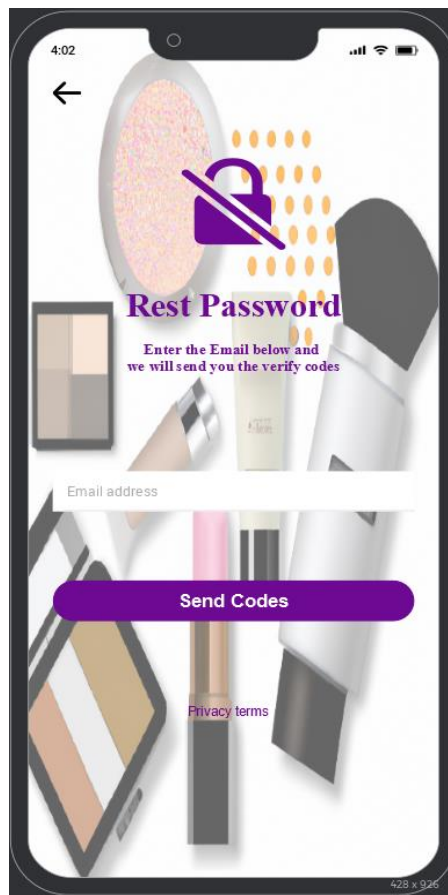 4:02
Rest Password
Enter the Email below and
we will send you the verify codes
Email address
Send Codes
Privacy terms
428 x 926